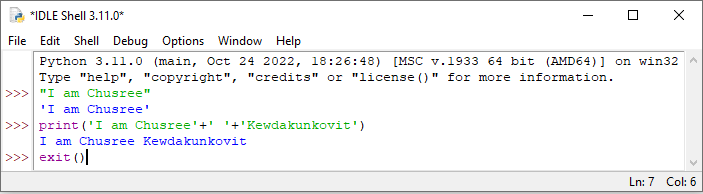 *IDLE Shell 3.11.0*
File Edit Shell Debug Options Window Help
Python 3.11.0 (main, Oct 24 2022, 18:26:48) [MSC v.1933 64 bit (AMD64)] on win32
Type "help", "copyright", "credits" or "license()" for more information.
>>> "I am Chusree"
'I am Chusree'
>>> print('I am Chusree'+' '+'Kewdakunkovit')
I am Chusree Kewdakunkovit
>>> exit()
Ln: 7 Col: 6